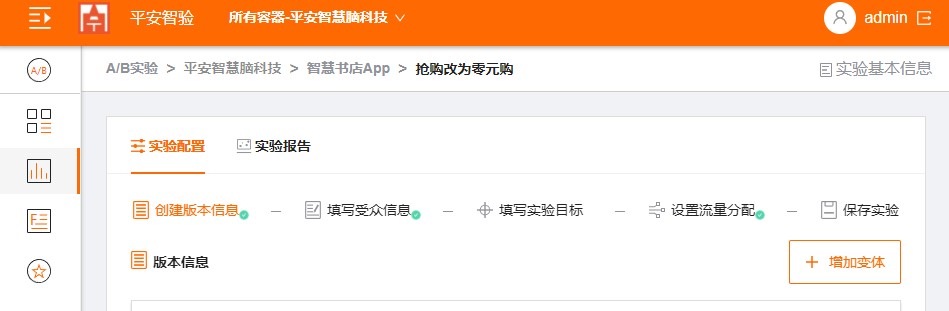 平安智验 所有容器-平安智慧脑科技 admin
A/B
A/B实验 > 平安智慧脑科技 > 智慧书店App > 抢购改为零元购 实验基本信息
实验配置 实验报告
创建版本信息 — 填写受众信息 — 填写实验目标 — 设置流量分配 — 保存实验
版本信息 + 增加变体